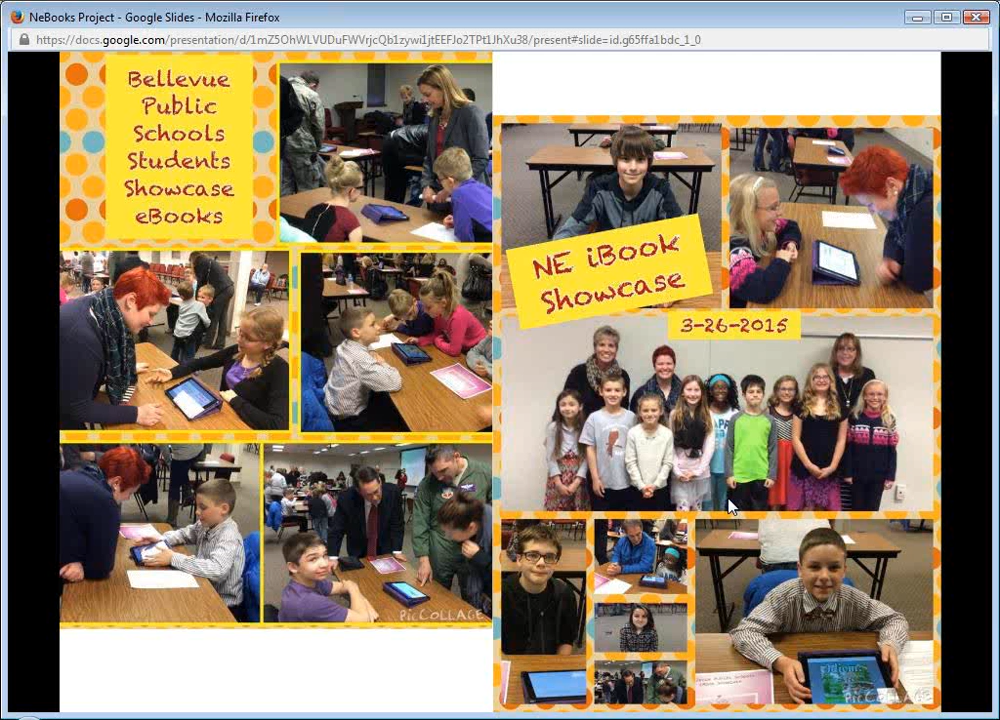 NeBooks Project - Google Slides - Mozilla Firefox
https://docs.google.com/presentation/d/1mZ5OhWLVUDuFWVrjcQb1zywi1jtEEFJo2TPt1JhXu38/present#slide=id.g65ffa1bdc_1_0
Bellevue
Public
Schools
Students
Showcase
eBooks
PicCOLLAGE
NE iBook
Showcase
3-26-2015
PicCOLLAGE